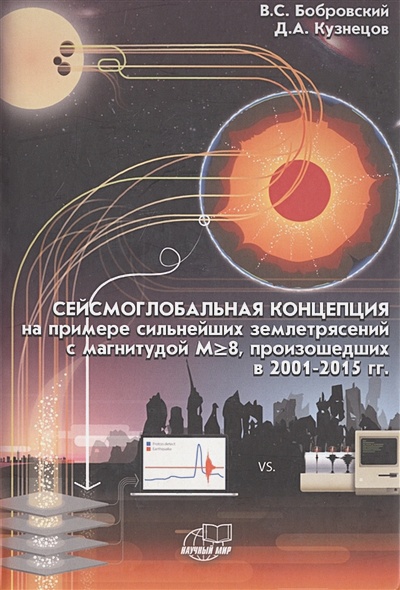 В.С. Бобровский
Д.А. Кузнецов
СЕЙСМОГЛОБАЛЬНАЯ КОНЦЕПЦИЯ
на примере сильнейших землетрясений
с магнитудой М≥8, произошедших
в 2001-2015 гг.
VS.
НАУЧНЫЙ МИР